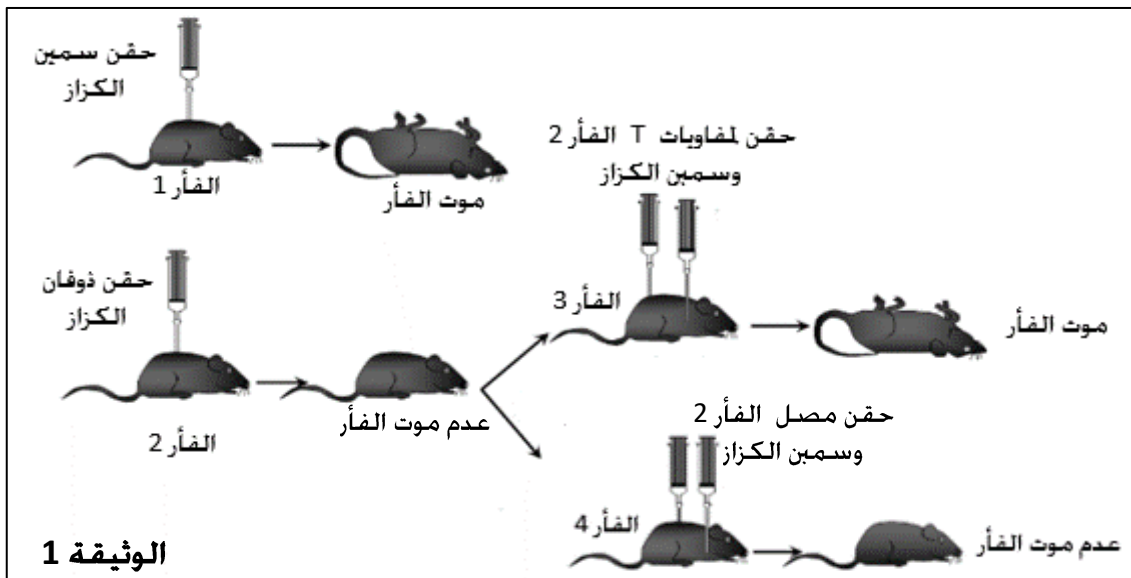 حقن سمين
الكزاز
الفأر 1
موت الفأر
حقن ذوفان
الكزاز
الفأر 2
عدم موت الفأر
حقن لمفاويات T الفأر 2
وسمين الكزاز
الفأر 3
موت الفأر
حقن مصل الفأر 2
وسمين الكزاز
الفأر 4
عدم موت الفأر
الوثيقة 1